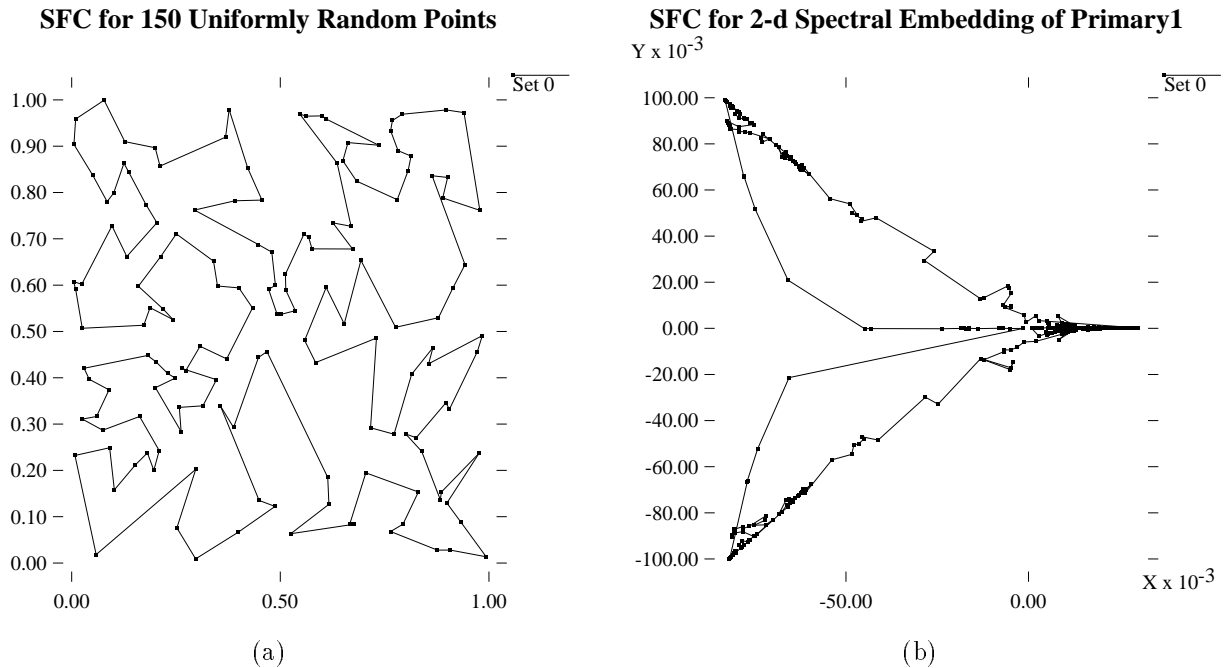 SFC for 150 Uniformly Random Points
Set 0
1.00
0.90
0.80
0.70
0.60
0.50
0.40
0.30
0.20
0.10
0.00
0.00 0.50 1.00
(a)
SFC for 2-d Spectral Embedding of Primary1
Y x 10-3
Set 0
100.00
80.00
60.00
40.00
20.00
0.00
-20.00
-40.00
-60.00
-80.00
-100.00
X x 10-3
-50.00 0.00
(b)